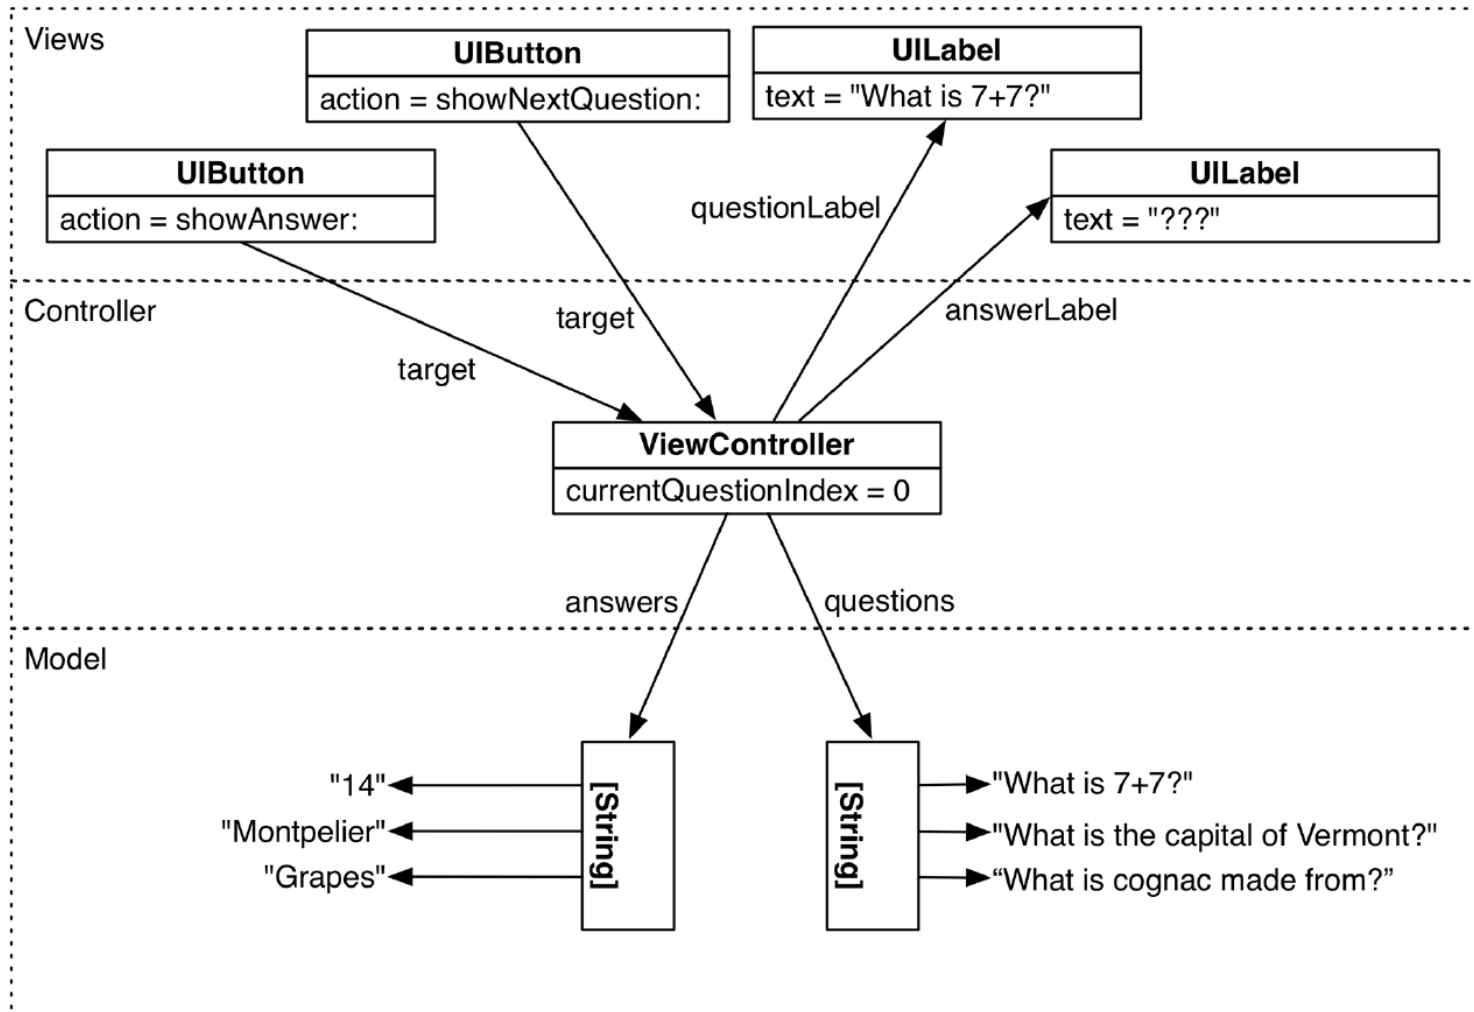 Views
UIButton
action = showNextQuestion:
UILabel
text = "What is 7+7?"
UIButton
action = showAnswer:
UILabel
text = "???"
questionLabel
Controller
target
answerLabel
target
ViewController
currentQuestionIndex = 0
answers
questions
Model
[String]
"14"
"Montpelier"
"Grapes"
[String]
"What is 7+7?"
"What is the capital of Vermont?"
“What is cognac made from?”